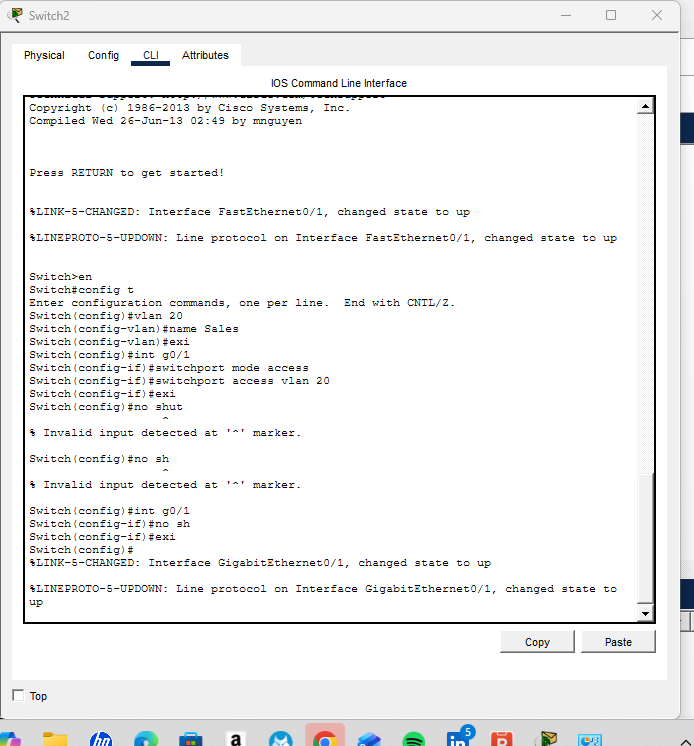 Switch2
Physical Config CLI Attributes
IOS Command Line Interface
Copyright (c) 1986-2013 by Cisco Systems, Inc.
Compiled Wed 26-Jun-13 02:49 by mnguyen
Press RETURN to get started!
%LINK-5-CHANGED: Interface FastEthernet0/1, changed state to up
%LINEPROTO-5-UPDOWN: Line protocol on Interface FastEthernet0/1, changed state to up
Switch>en
Switch#config t
Enter configuration commands, one per line.  End with CNTL/Z.
Switch(config)#vlan 20
Switch(config-vlan)#name Sales
Switch(config-vlan)#exi
Switch(config)#int g0/1
Switch(config-if)#switchport mode access
Switch(config-if)#switchport access vlan 20
Switch(config-if)#exi
Switch(config)#no shut
^
% Invalid input detected at '^' marker.
Switch(config)#no sh
^
% Invalid input detected at '^' marker.
Switch(config)#int g0/1
Switch(config-if)#no sh
Switch(config-if)#exi
Switch(config)#
%LINK-5-CHANGED: Interface GigabitEthernet0/1, changed state to up
%LINEPROTO-5-UPDOWN: Line protocol on Interface GigabitEthernet0/1, changed state to
up
Copy Paste
Top
hp a in 5